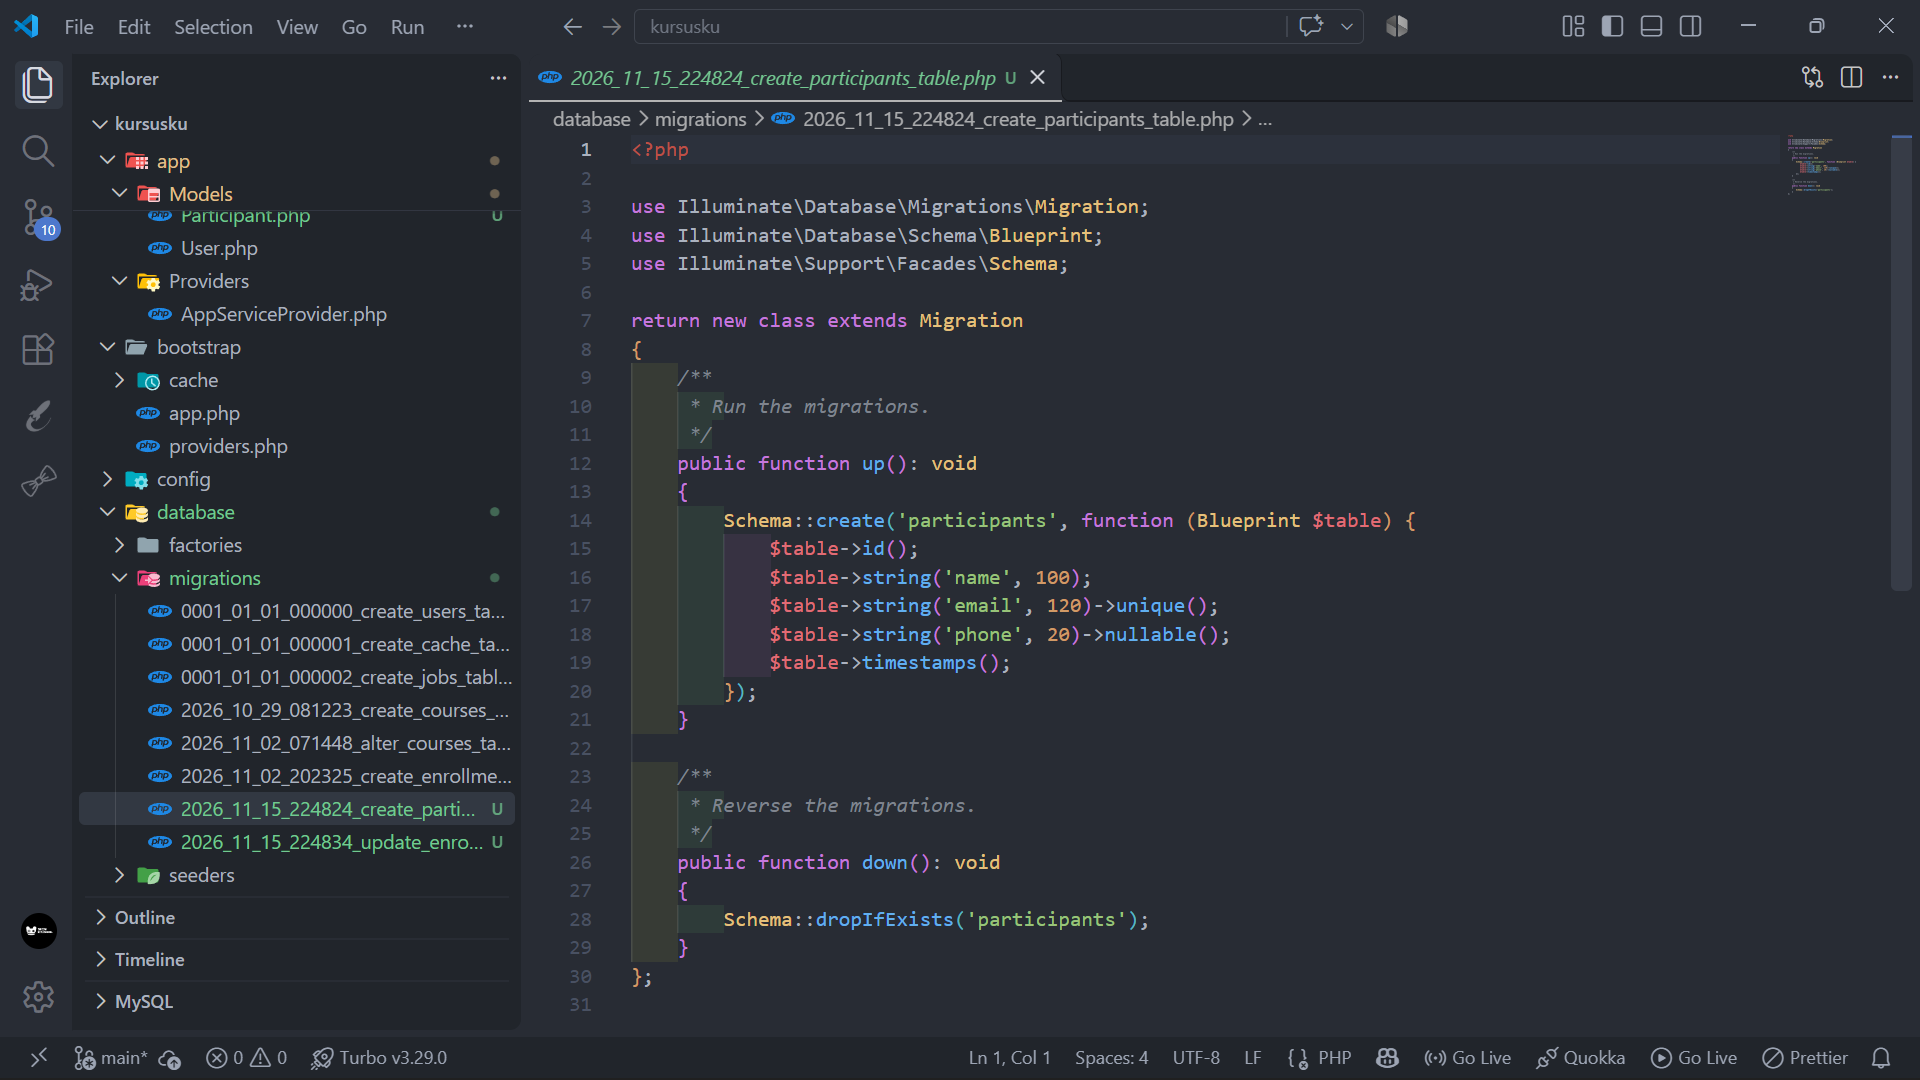 File Edit Selection View Go Run ···
kursusku
Explorer
kursusku
app
Models
Participant.php U
User.php
Providers
AppServiceProvider.php
bootstrap
cache
app.php
providers.php
config
database
factories
migrations
0001_01_01_000000_create_users_ta...
0001_01_01_000001_create_cache_ta...
0001_01_01_000002_create_jobs_tabl...
2026_10_29_081223_create_courses_...
2026_11_02_071448_alter_courses_ta...
2026_11_02_202325_create_enrollme...
2026_11_15_224824_create_parti... U
2026_11_15_224834_update_enro... U
seeders
Outline
Timeline
MySQL
10
2026_11_15_224824_create_participants_table.php U
database > migrations > 2026_11_15_224824_create_participants_table.php > ...
1 <?php
2
3 use Illuminate\Database\Migrations\Migration;
4 use Illuminate\Database\Schema\Blueprint;
5 use Illuminate\Support\Facades\Schema;
6
7 return new class extends Migration
8 {
9     /**
10      * Run the migrations.
11      */
12     public function up(): void
13     {
14         Schema::create('participants', function (Blueprint $table) {
15             $table->id();
16             $table->string('name', 100);
17             $table->string('email', 120)->unique();
18             $table->string('phone', 20)->nullable();
19             $table->timestamps();
20         });
21     }
22
23     /**
24      * Reverse the migrations.
25      */
26     public function down(): void
27     {
28         Schema::dropIfExists('participants');
29     }
30 };
31
main* 0 0 Turbo v3.29.0 Ln 1, Col 1 Spaces: 4 UTF-8 LF PHP Go Live Quokka Go Live Prettier